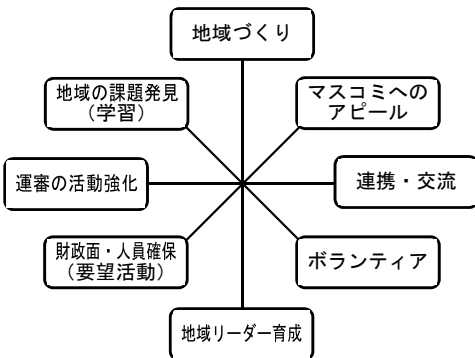 地域づくり
地域の課題発見
（学習）
マスコミへの
アピール
運審の活動強化
連携・交流
財政面・人員確保
（要望活動）
ボランティア
地域リーダー育成